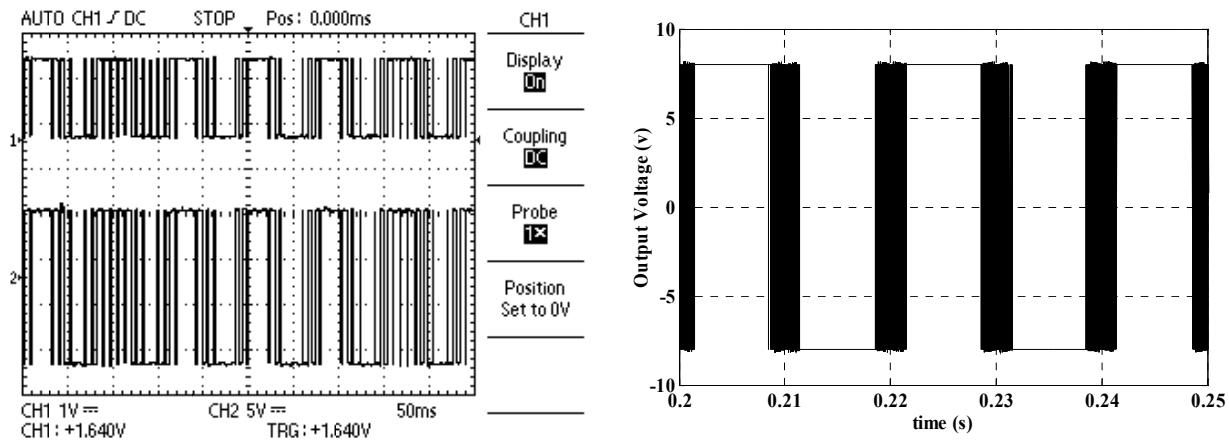 AUTO CH1 DC STOP Pos: 0.000ms CH1
Display
On
Coupling
DC
Probe
1×
Position
Set to 0V
1
2
CH1 1V CH2 5V 50ms
CH1: +1.640V TRG: +1.640V
10
5
0
-5
-10
Output Voltage (v)
0.2 0.21 0.22 0.23 0.24 0.25
time (s)